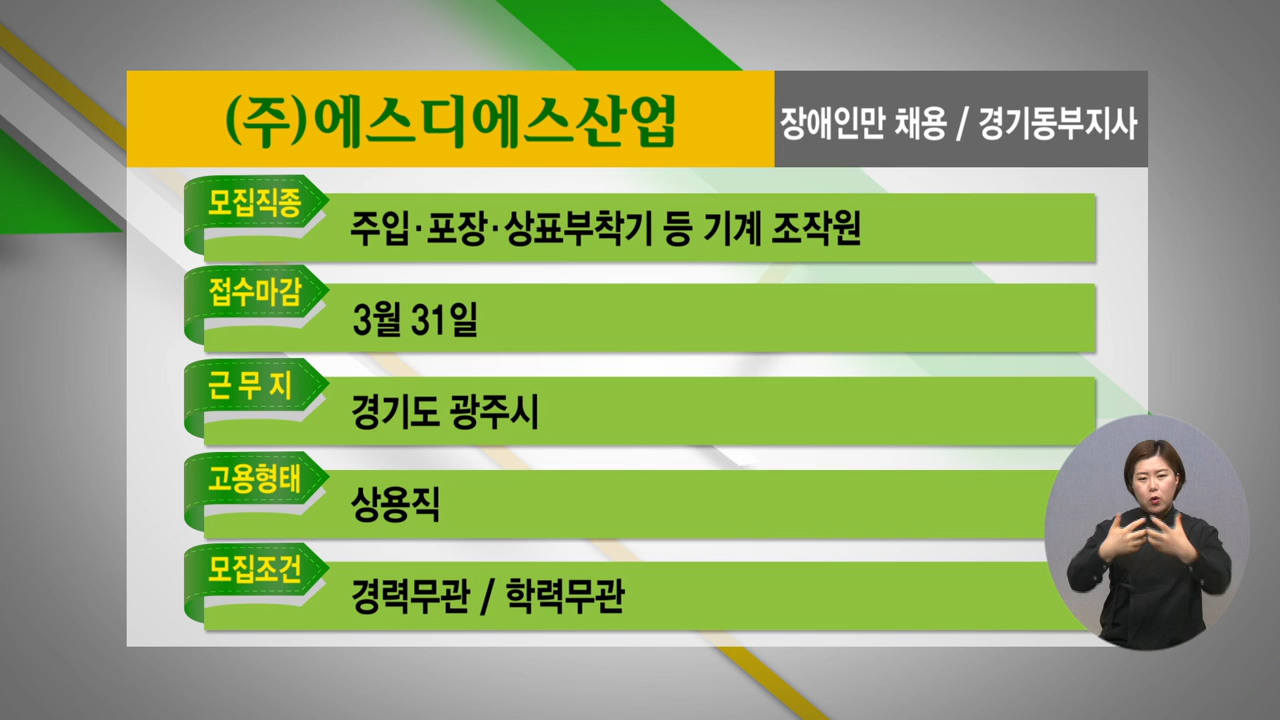 (주)에스디에스산업
장애인만 채용 / 경기동부지사
모집직종
주입·포장·상표부착기 등 기계 조작원
접수마감
3월 31일
근 무 지
경기도 광주시
고용형태
상용직
모집조건
경력무관 / 학력무관